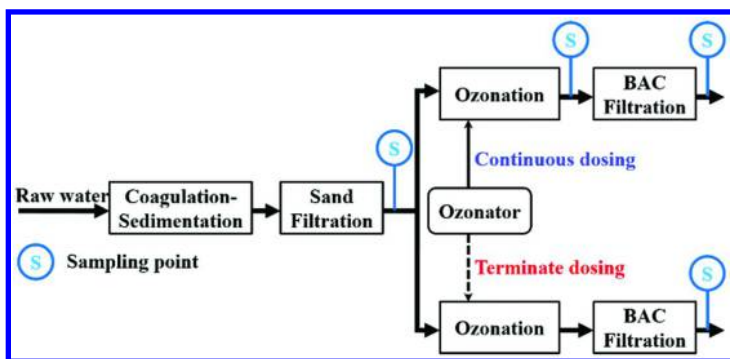 S
S
Ozonation
BAC
Filtration
S
Continuous dosing
Raw water
Coagulation-
Sedimentation
Sand
Filtration
Ozonator
S
Sampling point
Terminate dosing
S
Ozonation
BAC
Filtration